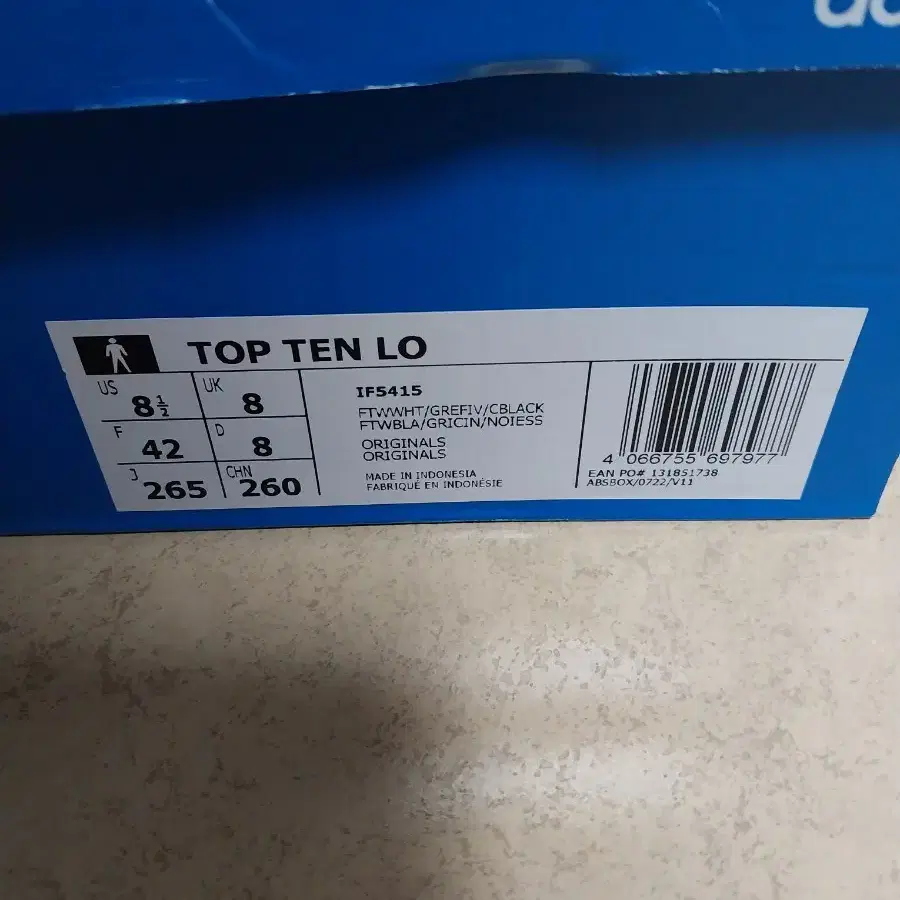 TOP TEN LO
US 8½ UK 8
F 42 D 8
J 265 CHN 260
IF5415
FTWWHT/GREFIV/CBLACK
FTWBLA/GRICIN/NOIESS
ORIGINALS
ORIGINALS
MADE IN INDONESIA
FABRIQUÉ EN INDONÉSIE
4 066755 697977
EAN PO# 131851738
ABSBOX/0722/V11